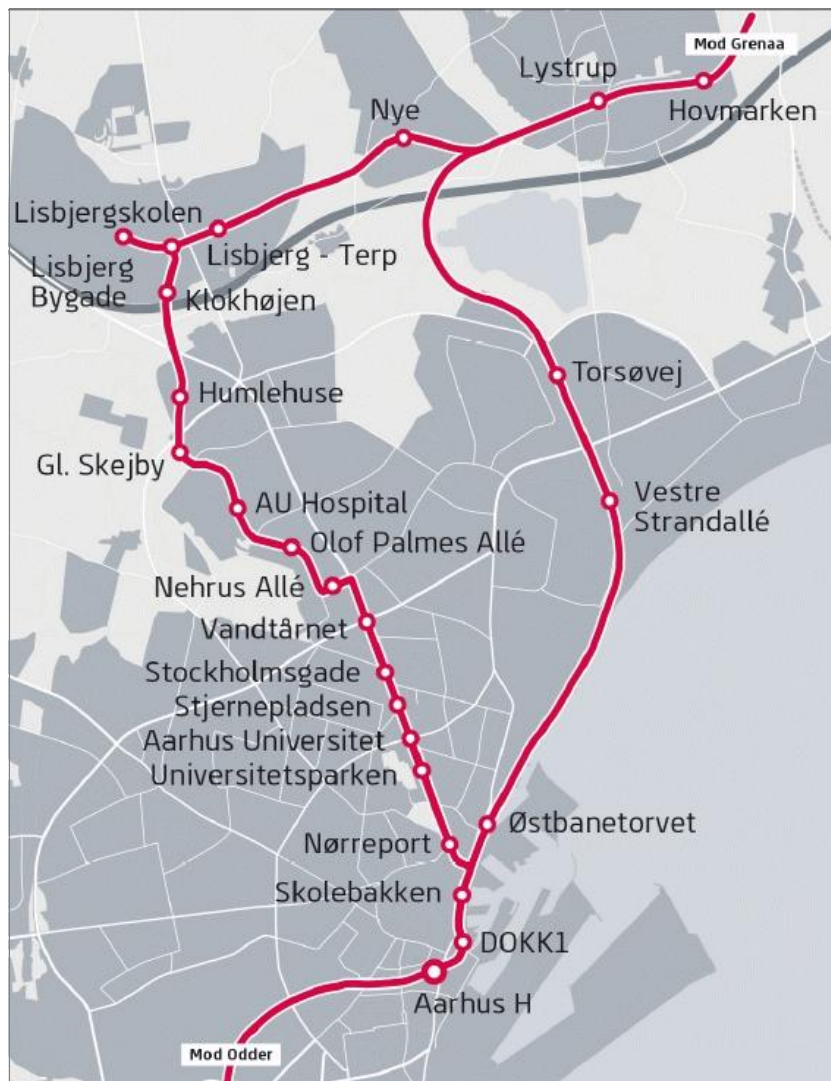 Mod Grenaa
Lystrup
Hovmarken
Nye
Lisbjergskolen
Lisbjerg - Terp
Lisbjerg
Bygade
Klokhøjen
Torsøvej
Humlehuse
Gl. Skejby
Vestre
Strandallé
AU Hospital
Olof Palmes Allé
Nehrus Allé
Vandtårnet
Stockholmsgade
Stjernepladsen
Aarhus Universitet
Universitetsparken
Østbanetorvet
Nørreport
Skolebakken
DOKK1
Aarhus H
Mod Odder